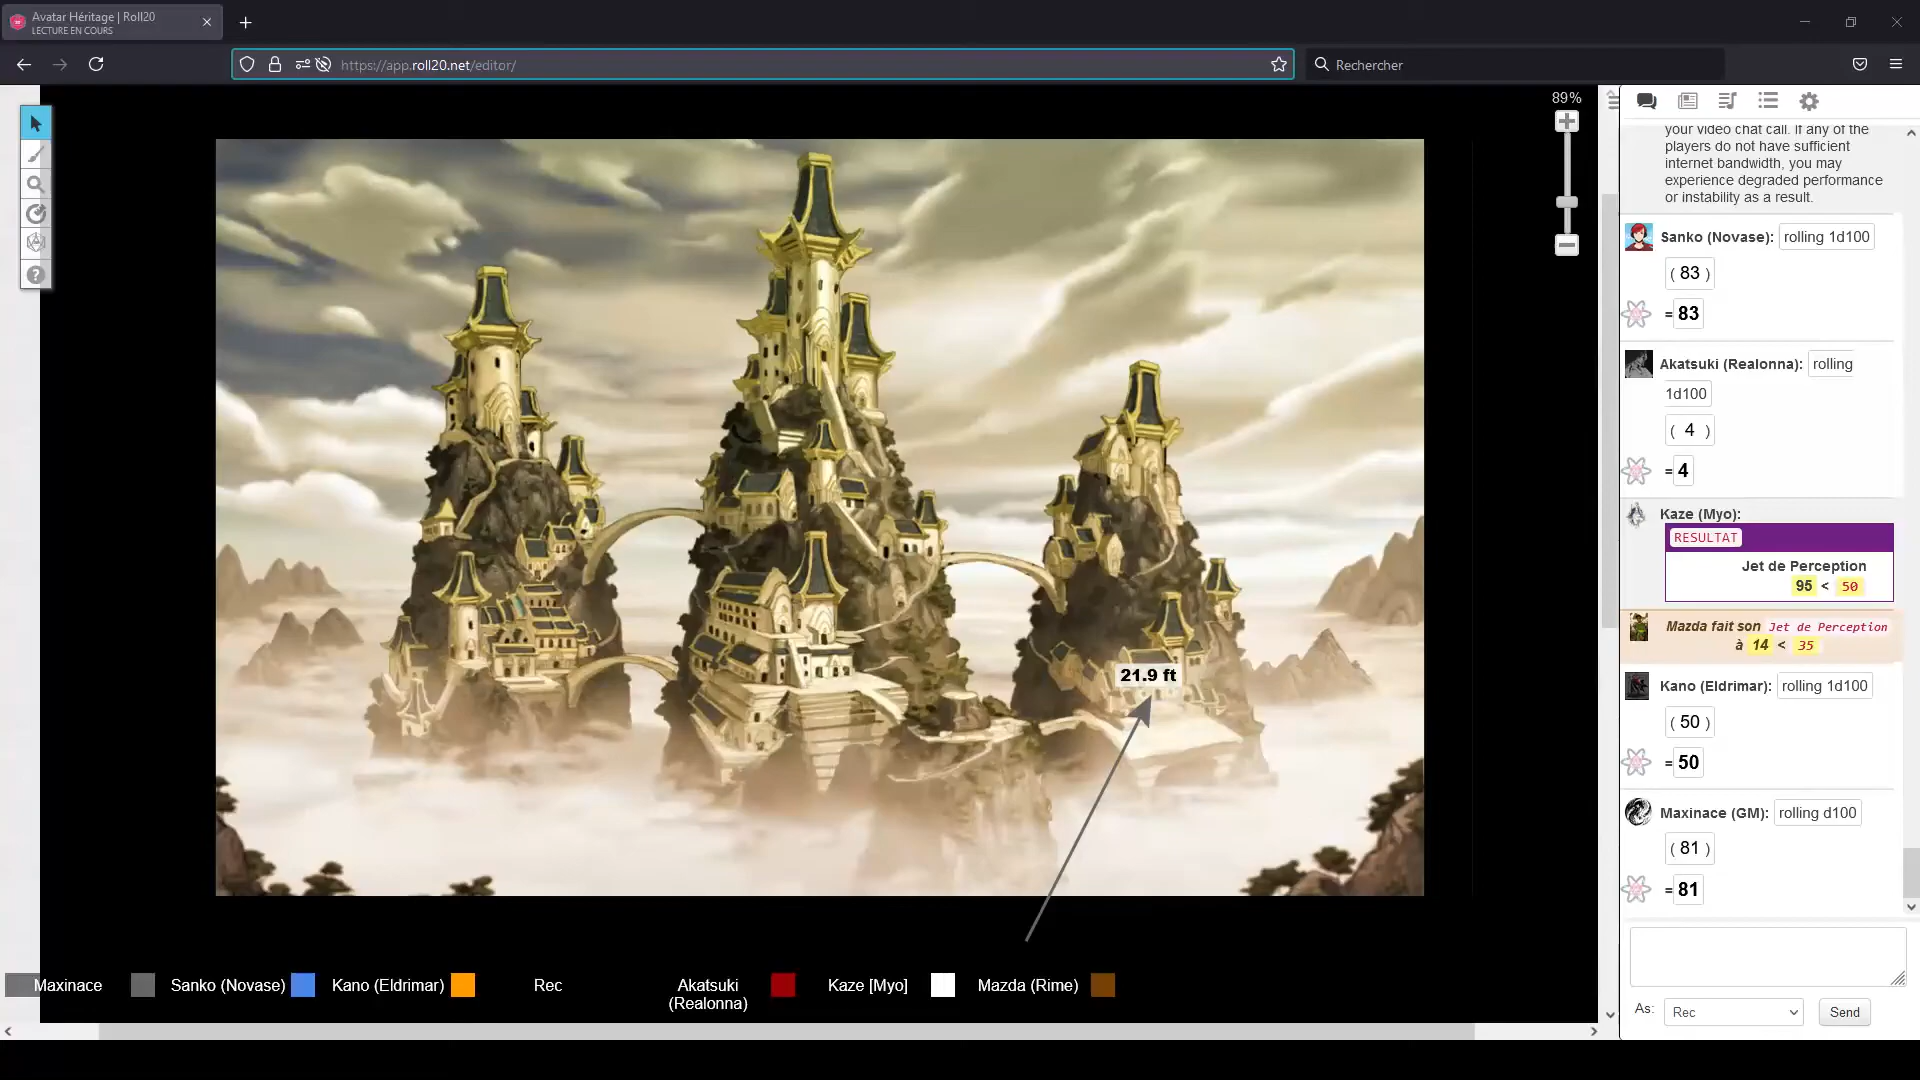 Avatar Héritage | Roll20
LECTURE EN COURS
https://app.roll20.net/editor/
Rechercher
89%
your video chat call. If any of the
players do not have sufficient
internet bandwidth, you may
experience degraded performance
or instability as a result.
Sanko (Novase): rolling 1d100
( 83 )
=83
Akatsuki (Realonna): rolling
1d100
( 4 )
=4
Kaze (Myo):
RESULTAT
Jet de Perception
95 < 50
Mazda fait son Jet de Perception
à 14 < 35
Kano (Eldrimar): rolling 1d100
( 50 )
=50
Maxinace (GM): rolling d100
( 81 )
=81
21.9 ft
Maxinace
Sanko (Novase)
Kano (Eldrimar)
Rec
Akatsuki
(Realonna)
Kaze [Myo]
Mazda (Rime)
As: Rec
Send